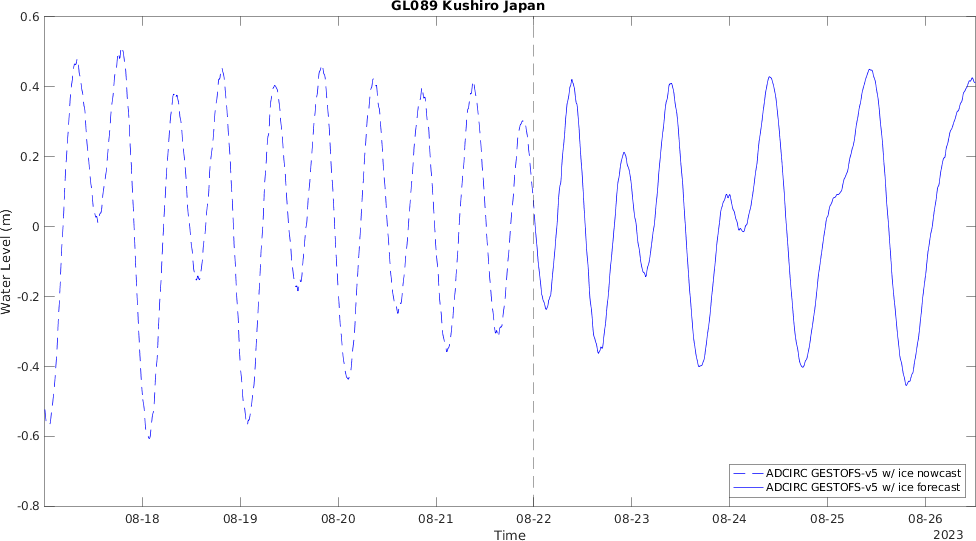 GL089 Kushiro Japan
0.6
0.4
0.2
0
-0.2
-0.4
-0.6
-0.8
Water Level (m)
ADCIRC GESTOFS-v5 w/ ice nowcast
ADCIRC GESTOFS-v5 w/ ice forecast
08-18 08-19 08-20 08-21 08-22 08-23 08-24 08-25 08-26
Time
2023